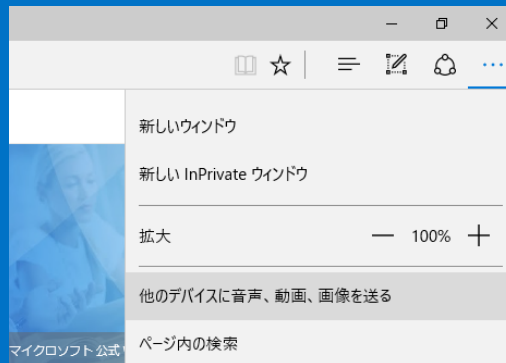 新しいウィンドウ
新しい InPrivate ウィンドウ
拡大
100%
他のデバイスに音声、動画、画像を送る
ページ内の検索
マイクロソフト 公式